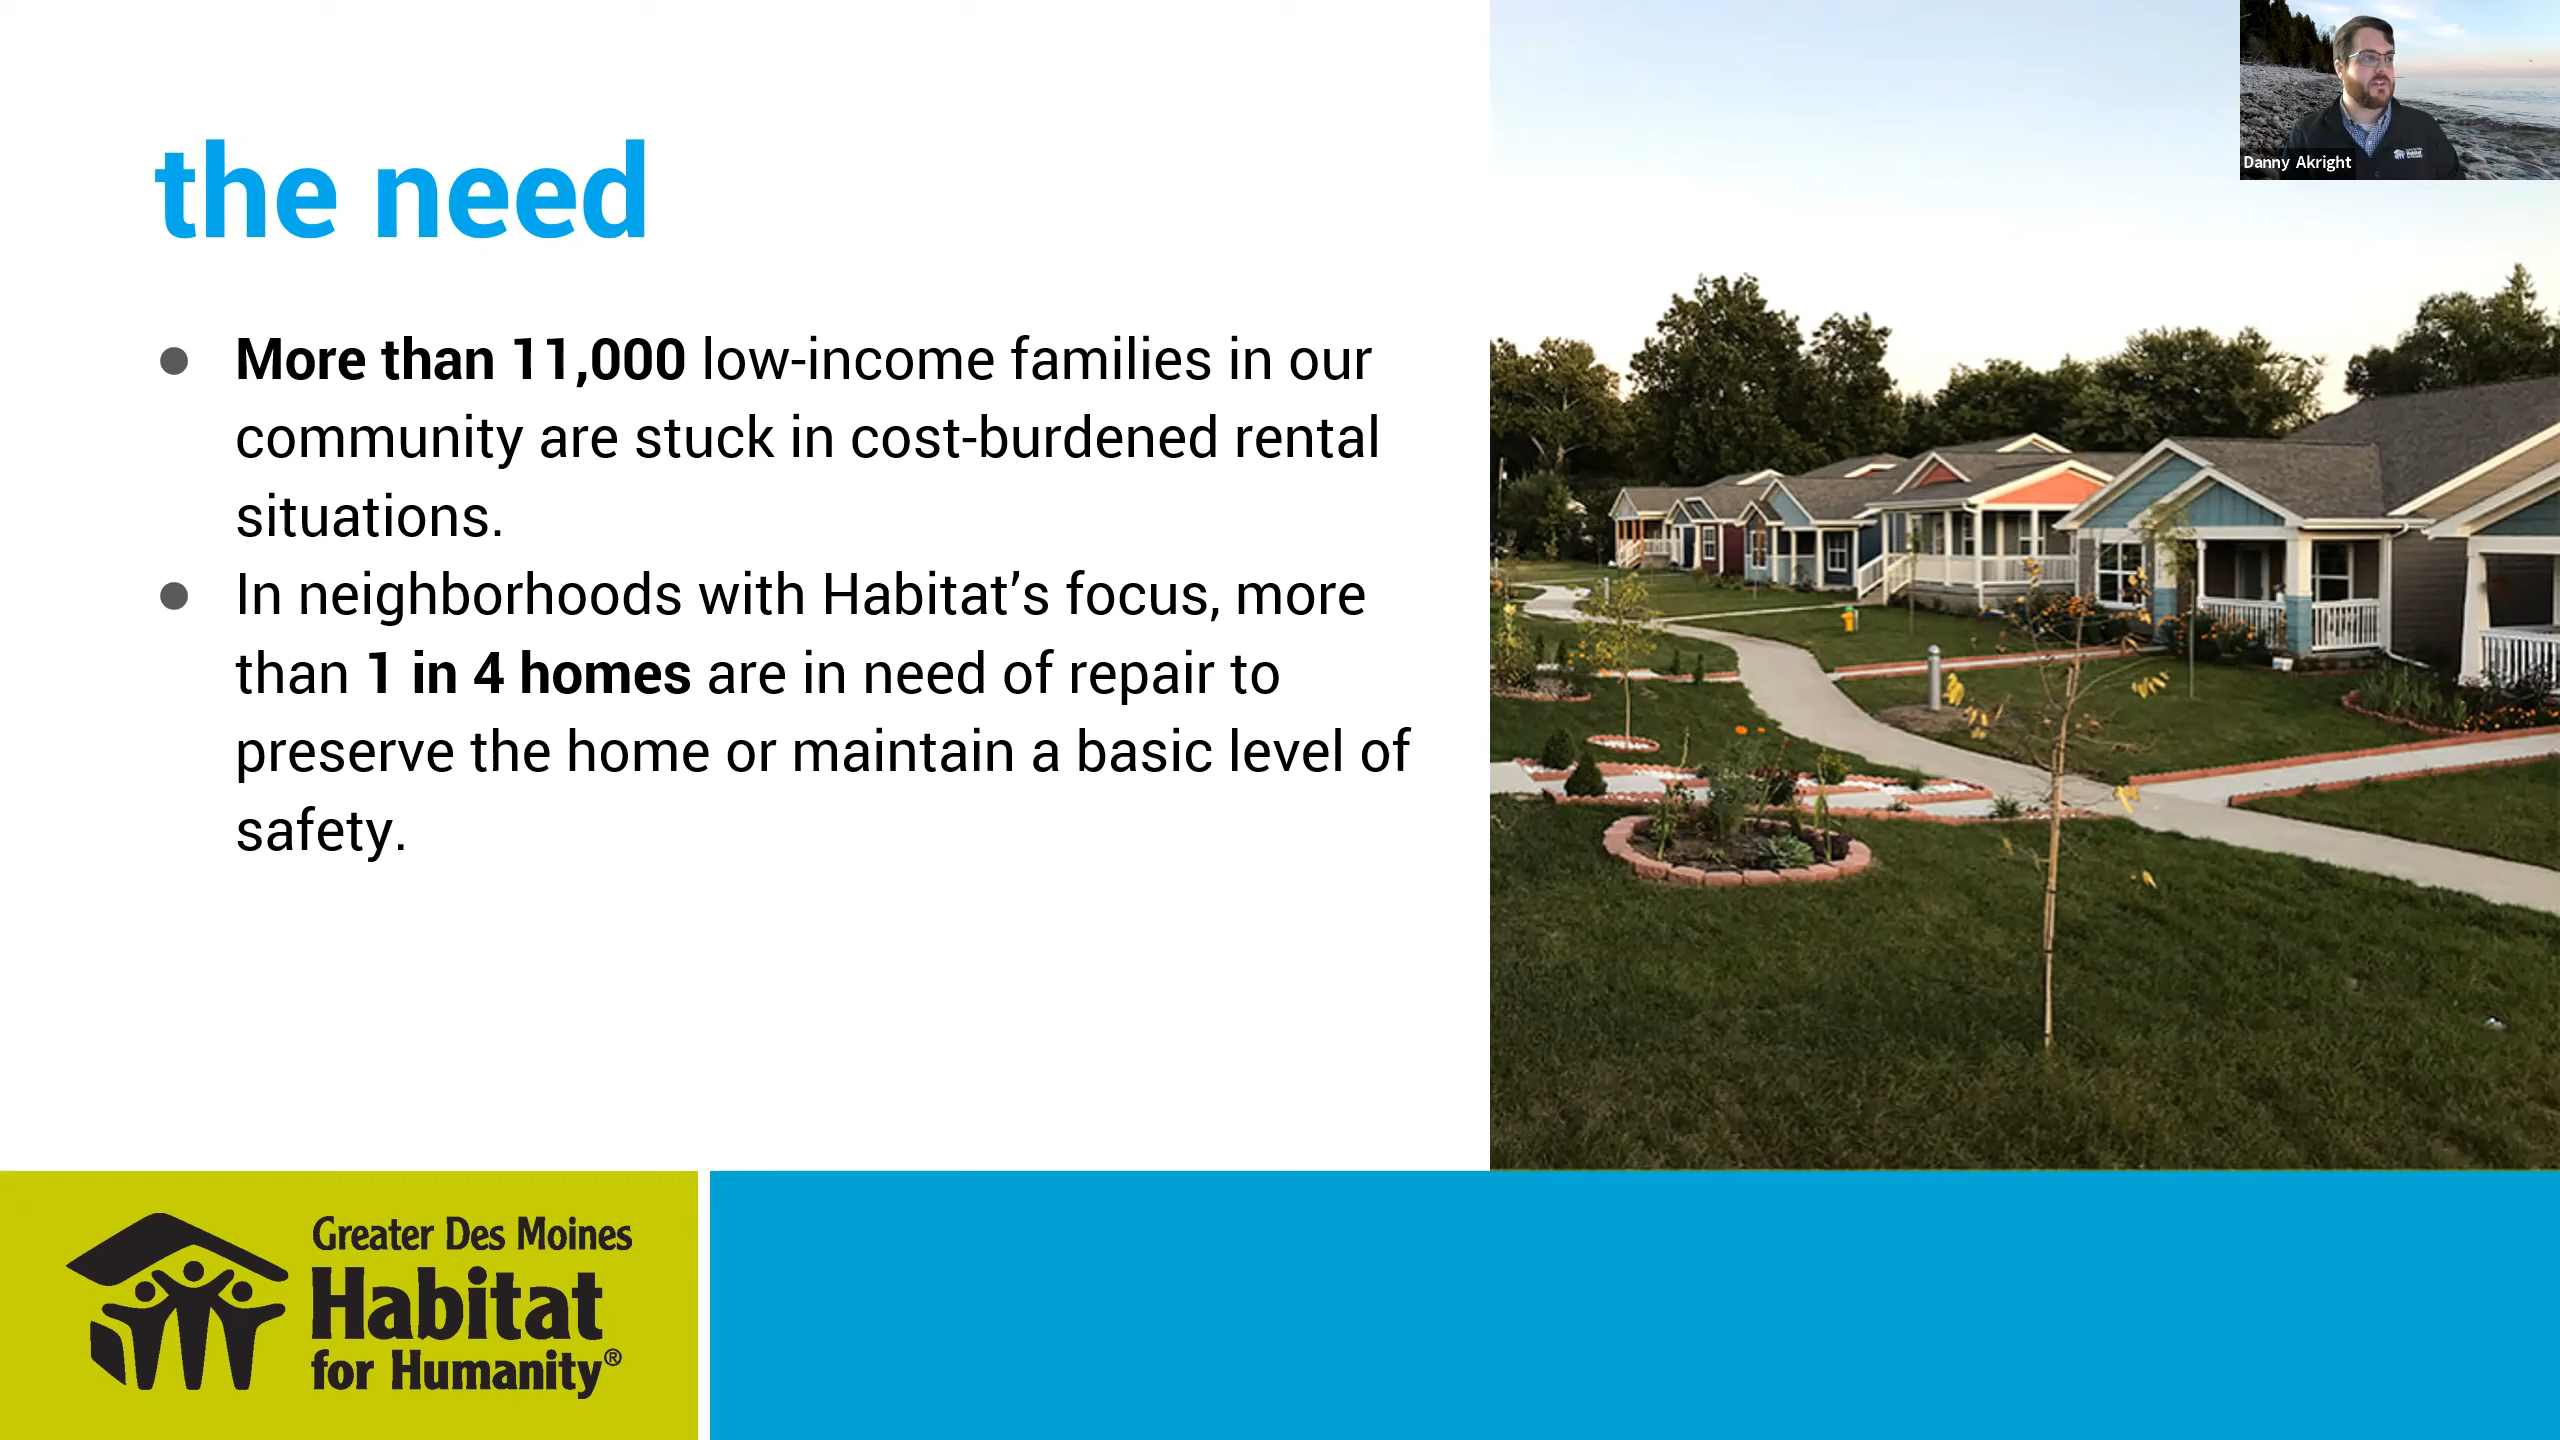 the need
● More than 11,000 low-income families in our
community are stuck in cost-burdened rental
situations.
● In neighborhoods with Habitat’s focus, more
than 1 in 4 homes are in need of repair to
preserve the home or maintain a basic level of
safety.
Danny Akright
Greater Des Moines
Habitat
for Humanity®